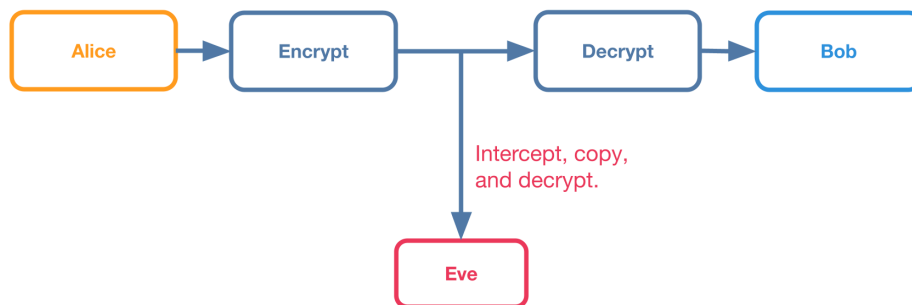 Alice
Encrypt
Decrypt
Bob
Intercept, copy,
and decrypt.
Eve